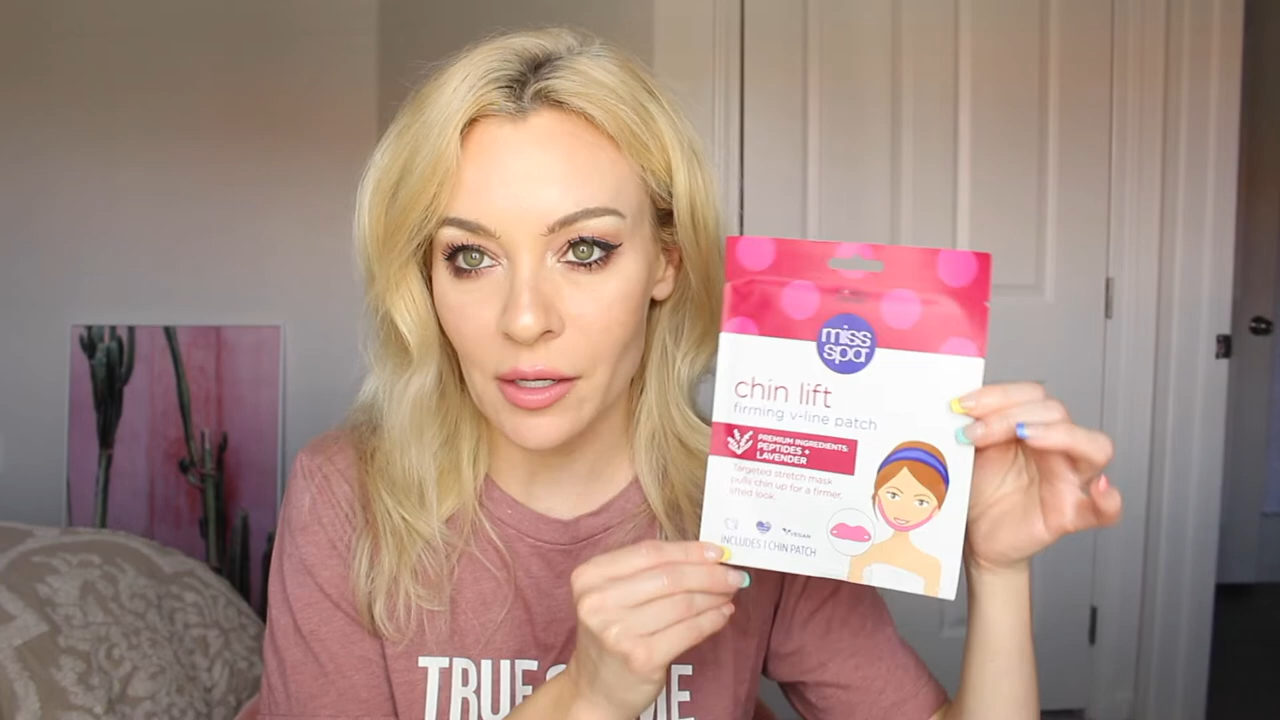 miss
spa
chin lift
firming v-line patch
PREMIUM INGREDIENTS:
PEPTIDES +
LAVENDER
Targeted stretch mask
pulls chin up for a firmer,
lifted look.
VEGAN
INCLUDES 1 CHIN PATCH
TRUE
ME